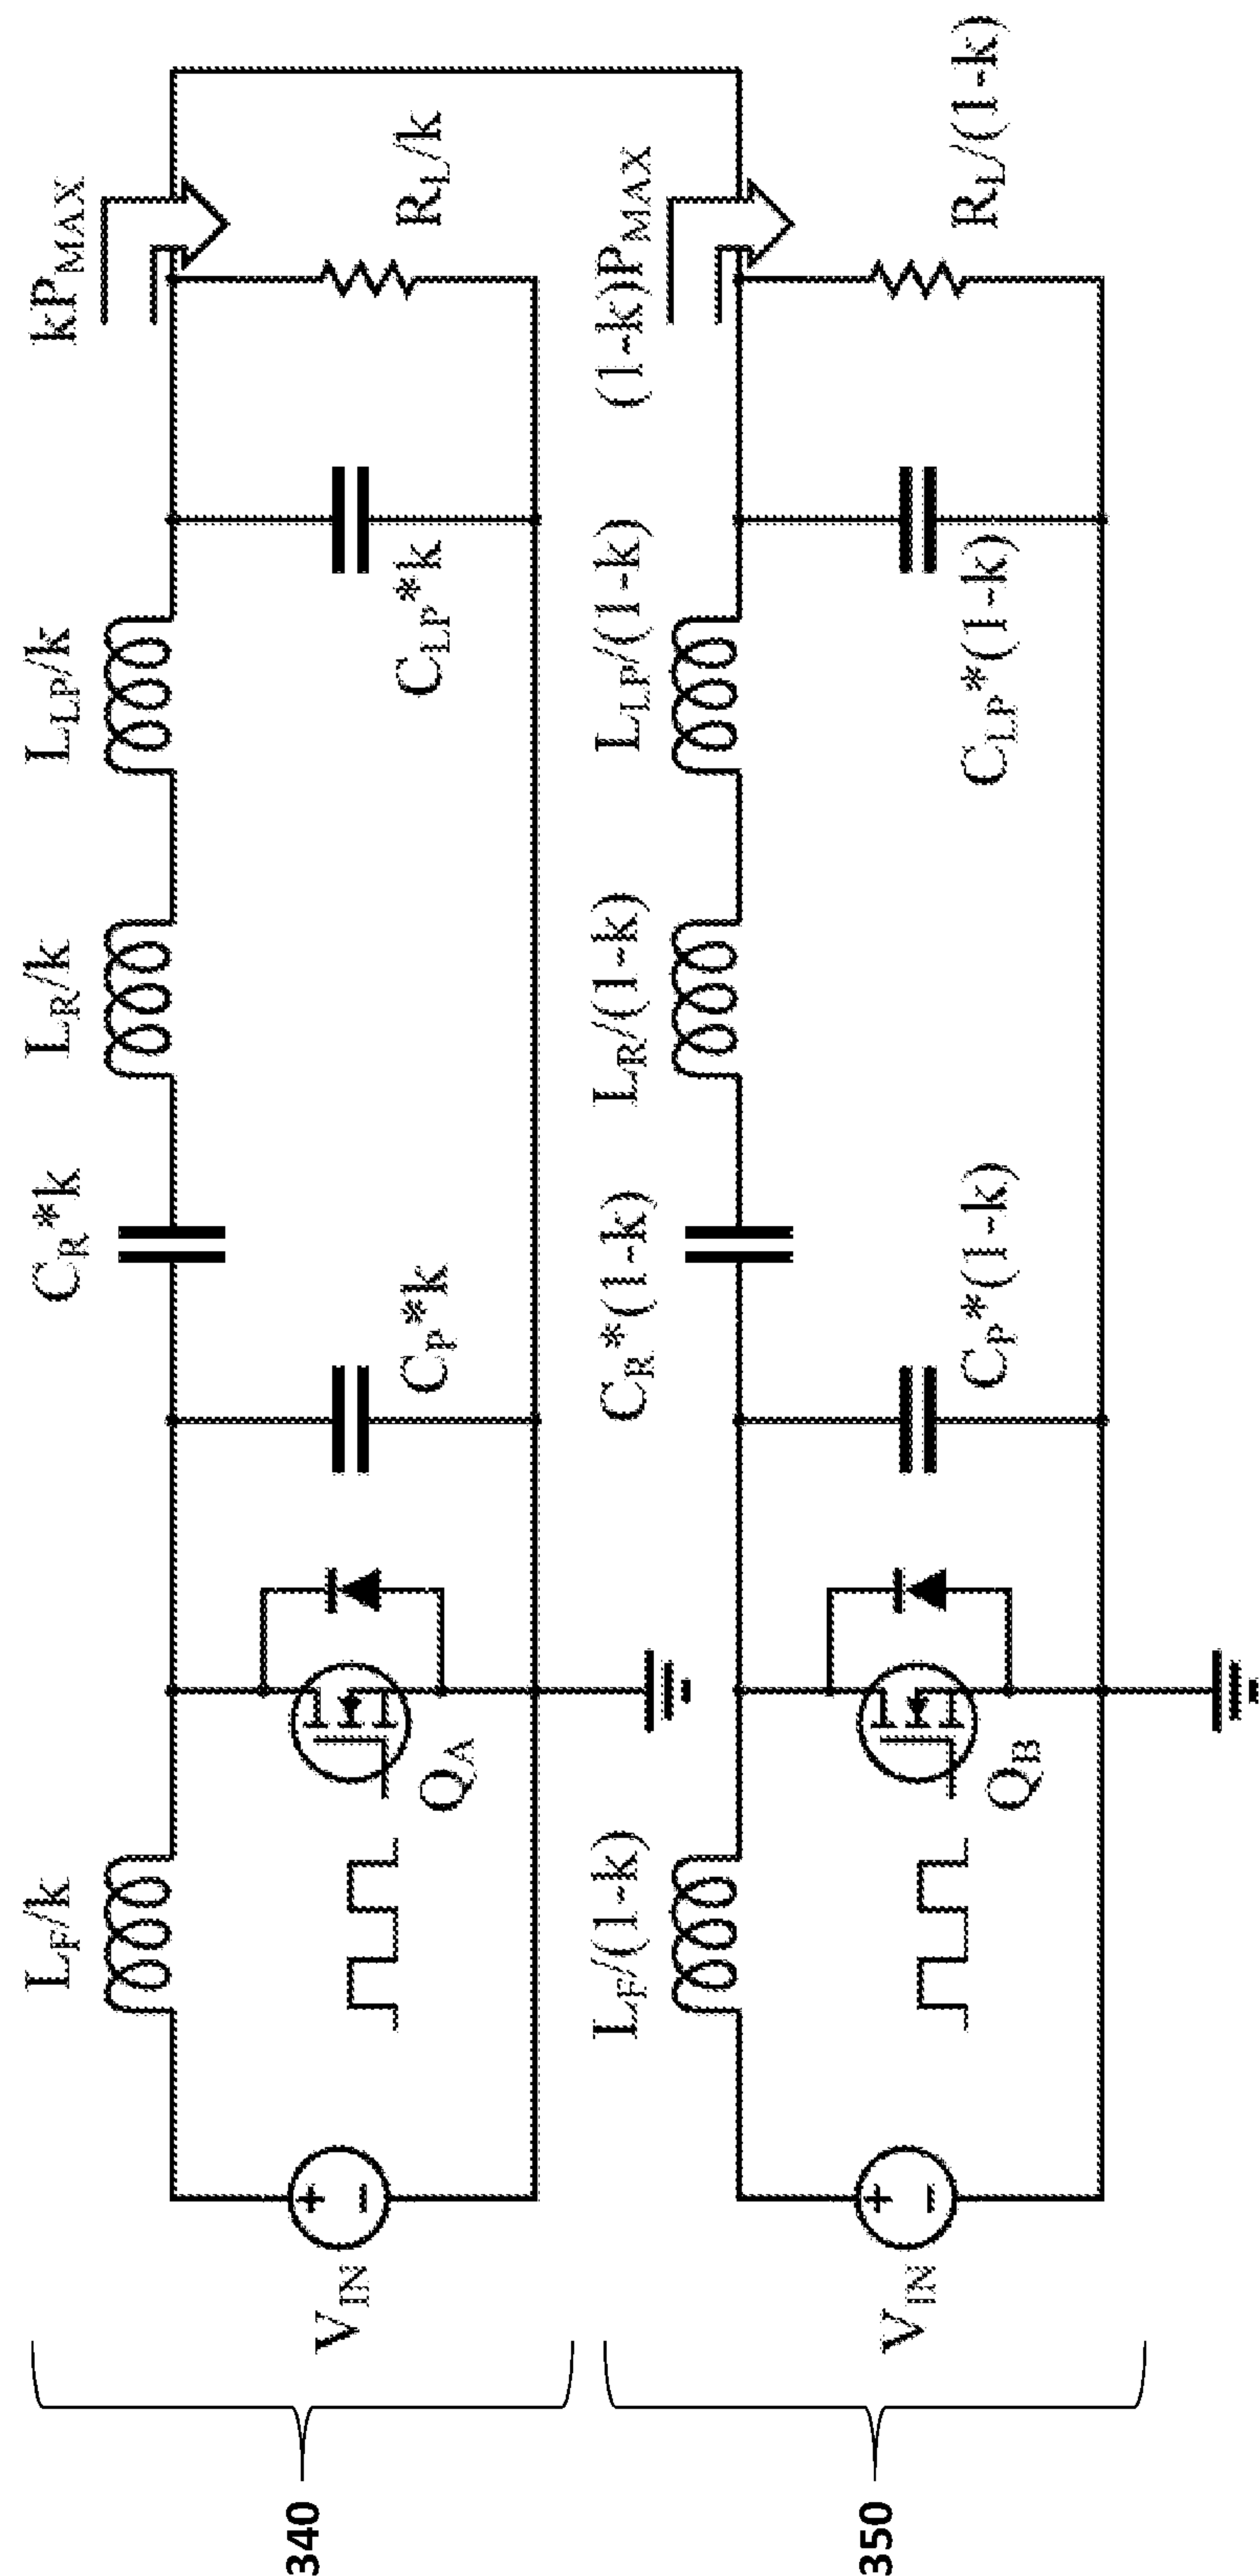 340
V_IN
L_F/k
Q_A
C_P*k
C_R*k
L_R/k
L_LP/k
C_LP*k
kP_MAX
R_L/k
350
V_IN
L_F/(1-k)
Q_B
C_P*(1-k)
C_R*(1-k)
L_R/(1-k)
L_LP/(1-k)
C_LP*(1-k)
(1-k)P_MAX
R_L/(1-k)